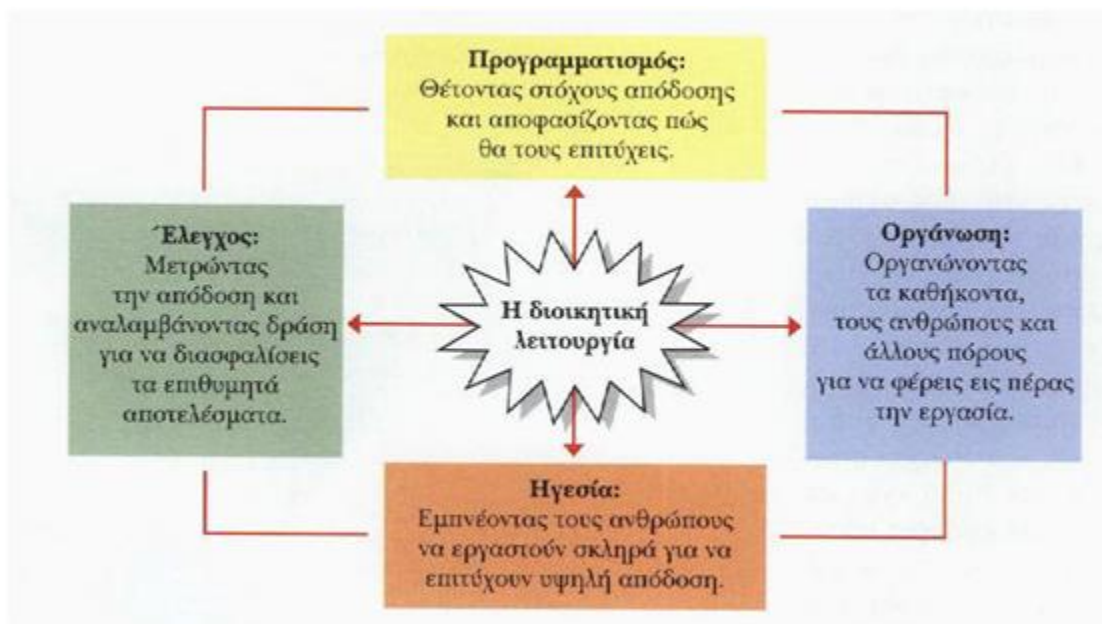 Προγραμματισμός:
Θέτοντας στόχους απόδοσης
και αποφασίζοντας πώς
θα τους επιτύχεις.
Έλεγχος:
Μετρώντας
την απόδοση και
αναλαμβάνοντας δράση
για να διασφαλίσεις
τα επιθυμητά
αποτελέσματα.
Η διοικητική
λειτουργία
Οργάνωση:
Οργανώνοντας
τα καθήκοντα,
τους ανθρώπους και
άλλους πόρους
για να φέρεις εις πέρας
την εργασία.
Ηγεσία:
Εμπνέοντας τους ανθρώπους
να εργαστούν σκληρά για να
επιτύχουν υψηλή απόδοση.